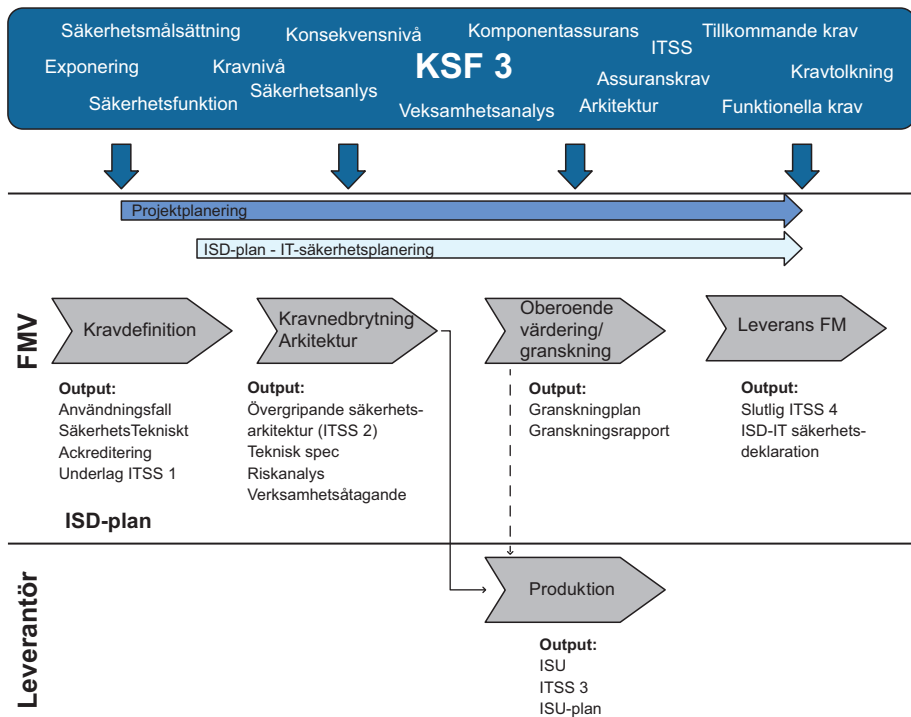 Säkerhetsmålsättning
Konsekvensnivå
Komponentassurans
Tillkommande krav
ITSS
Exponering
Kravnivå
KSF 3
Assuranskrav
Kravtolkning
Säkerhetsfunktion
Säkerhetsanlys
Veksamhetsanalys
Arkitektur
Funktionella krav
Projektplanering
ISD-plan - IT-säkerhetsplanering
FMV
Kravdefinition
Output:
Användningsfall
SäkerhetsTekniskt
Ackreditering
Underlag ITSS 1
ISD-plan
Kravnedbrytning
Arkitektur
Output:
Övergripande säkerhets-
arkitektur (ITSS 2)
Teknisk spec
Riskanalys
Verksamhetsåtagande
Oberoende
värdering/
granskning
Output:
Granskningplan
Granskningsrapport
Leverans FM
Output:
Slutlig ITSS 4
ISD-IT säkerhets-
deklaration
Leverantör
Produktion
Output:
ISU
ITSS 3
ISU-plan